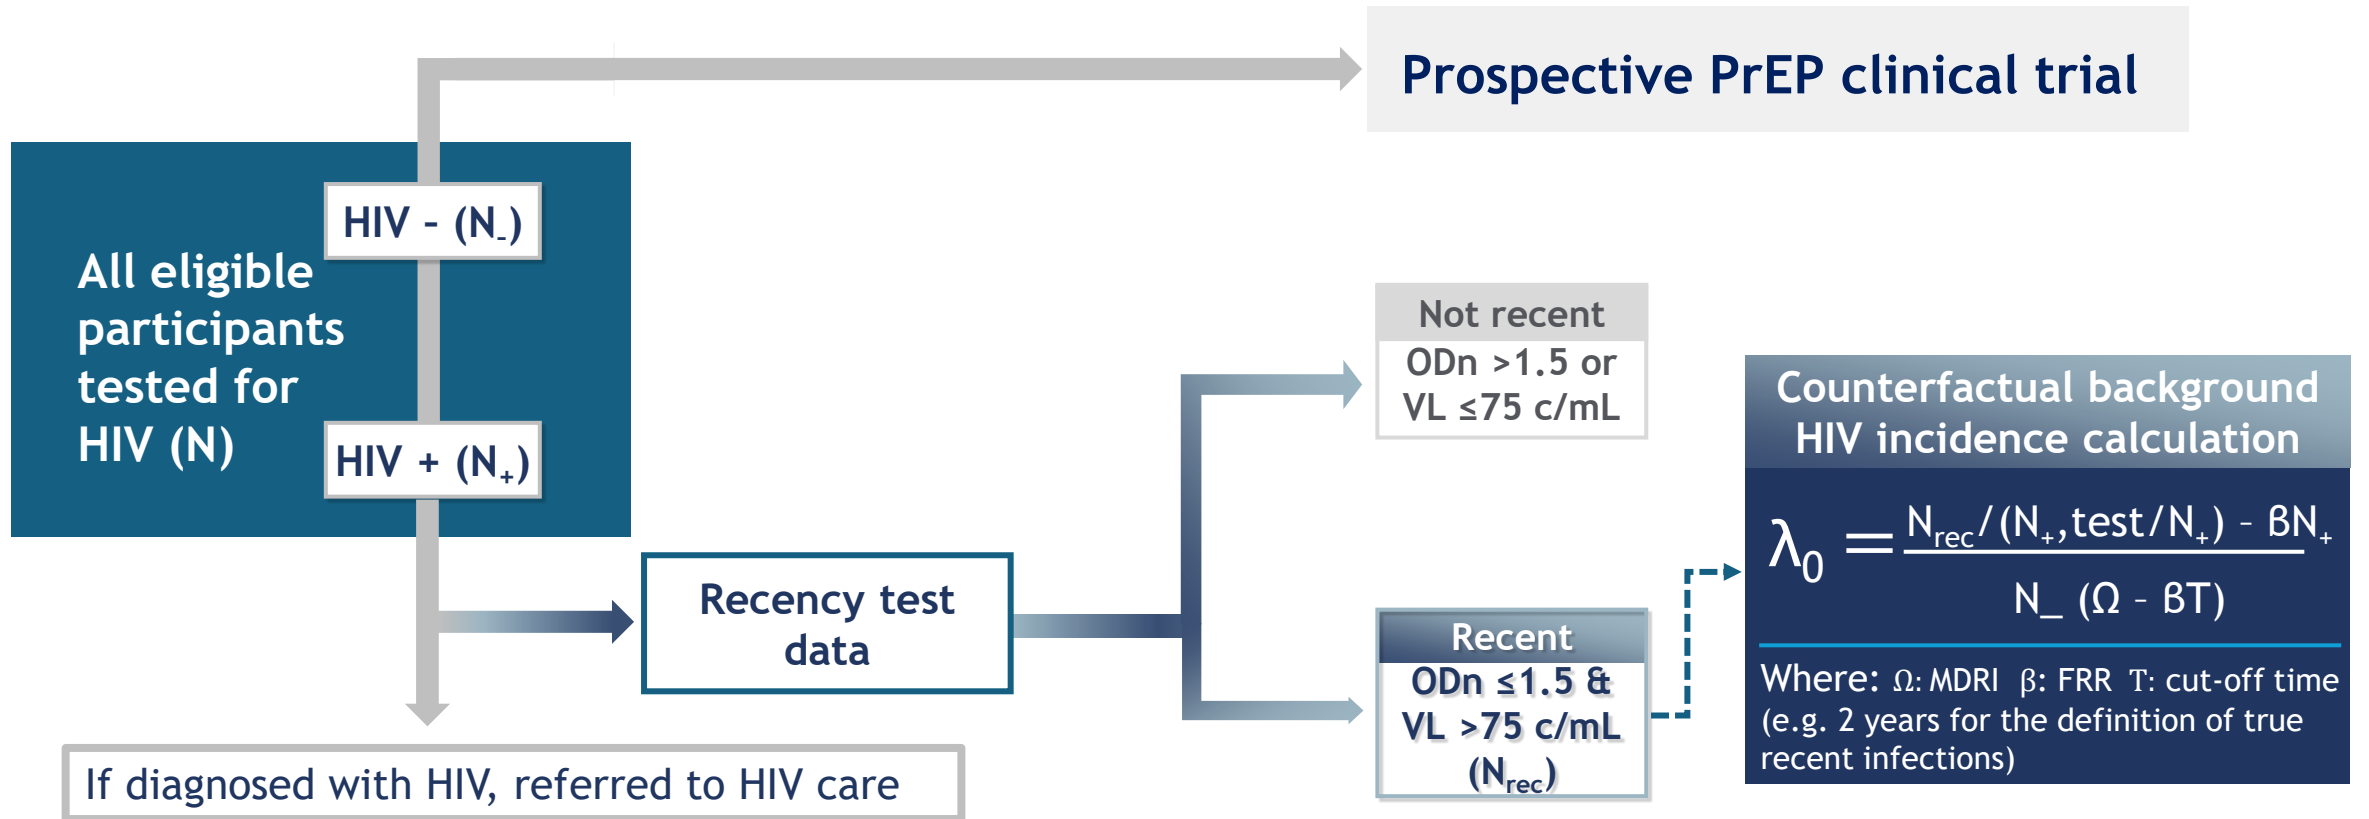 Prospective PrEP clinical trial
HIV – (N₋)
All eligible
participants
tested for
HIV (N)
HIV + (N₊)
If diagnosed with HIV, referred to HIV care
Recency test
data
Not recent
ODn >1.5 or
VL ≤75 c/mL
Recent
ODn ≤1.5 &
VL >75 c/mL
(Nrec)
Counterfactual background
HIV incidence calculation
λ₀ = Nrec/(N₊,test/N₊) – βN₊
N_ (Ω – βT)
Where: Ω: MDRI β: FRR T: cut-off time
(e.g. 2 years for the definition of true
recent infections)